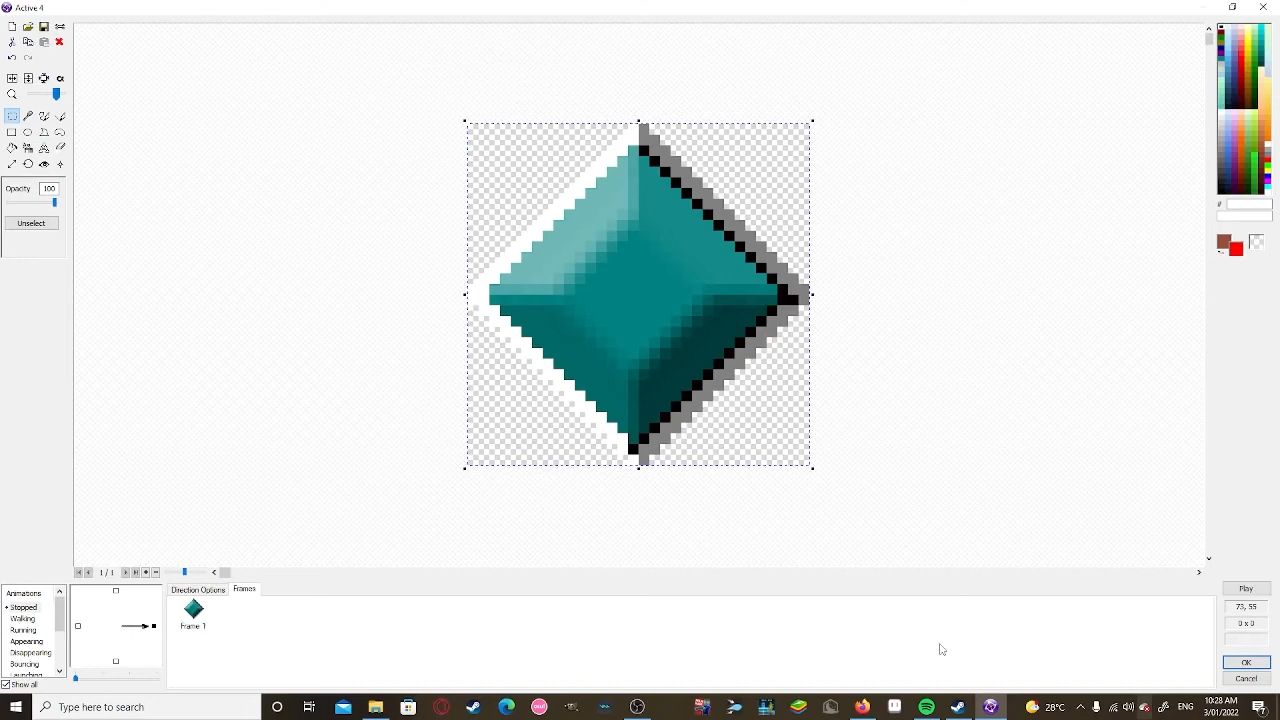 Active 4
Opacity 100
Unselect
#
1 / 1
Animations
Stopped
Walking
Running
Appearing
Disappearing
Bounding
Show all
Direction Options
Frames
Frame 1
Play
73, 55
0 x 0
OK
Cancel
Type here to search
osu!
28°C
ENG
10:28 AM
3/01/2022